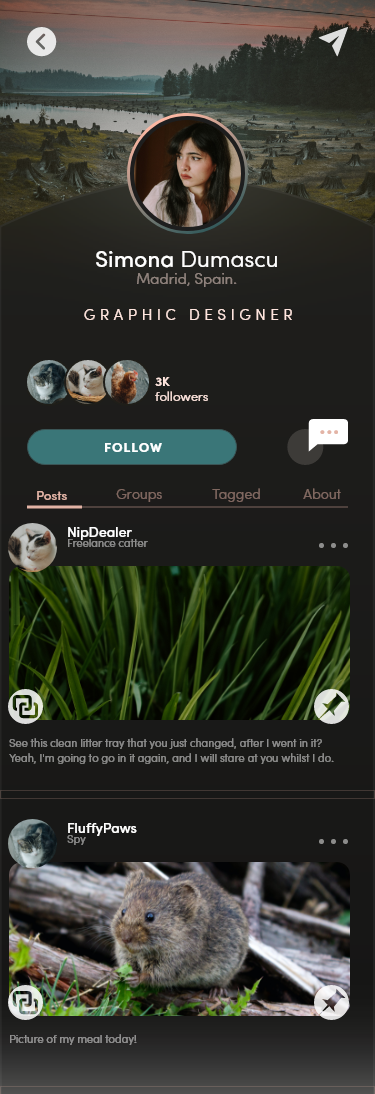 Simona Dumascu
Madrid, Spain.
GRAPHIC DESIGNER
3K
followers
FOLLOW
Posts Groups Tagged About
NipDealer
Freelance catter
See this clean litter tray that you just changed, after I went in it?
Yeah, I'm going to go in it again, and I will stare at you whilst I do.
FluffyPaws
Spy
Picture of my meal today!